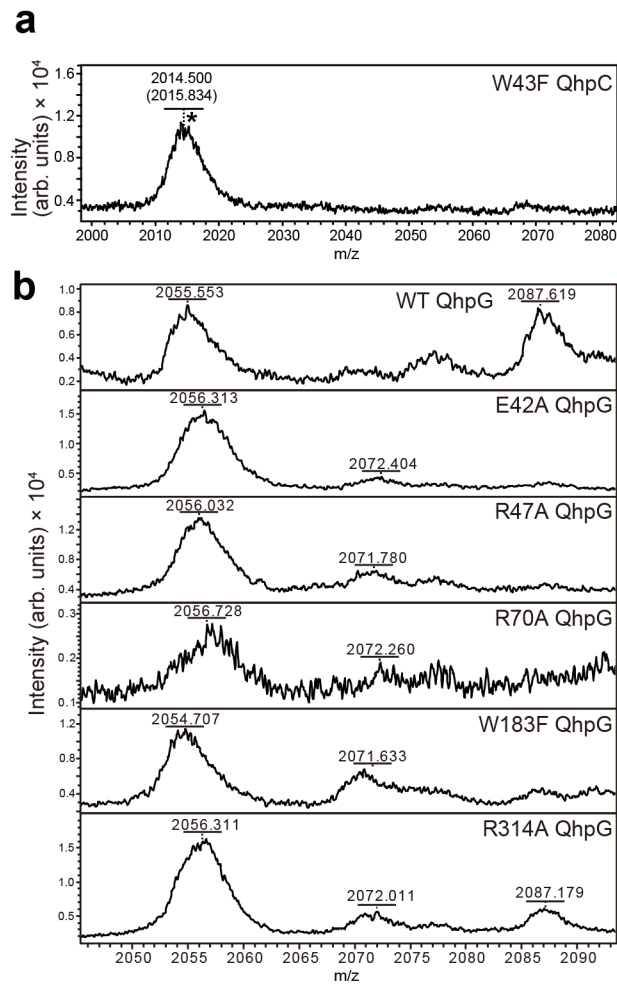 a
W43F QhpC
2014.500
(2015.834)
*
Intensity
(arb. units) × 10⁴
1.6
1.2
0.8
0.4
2000 2010 2020 2030 2040 2050 2060 2070 2080
m/z
b
Intensity (arb. units) × 10⁴
WT QhpG
2055.553
2087.619
1.0
0.8
0.6
0.4
0.2
E42A QhpG
2056.313
2072.404
1.5
1.0
0.5
R47A QhpG
2056.032
2071.780
1.2
0.8
0.4
R70A QhpG
2056.728
2072.260
0.3
0.2
0.1
W183F QhpG
2054.707
2071.633
1.2
0.8
0.4
R314A QhpG
2056.311
2072.011
2087.179
1.5
1.0
0.5
2050 2055 2060 2065 2070 2075 2080 2085 2090
m/z